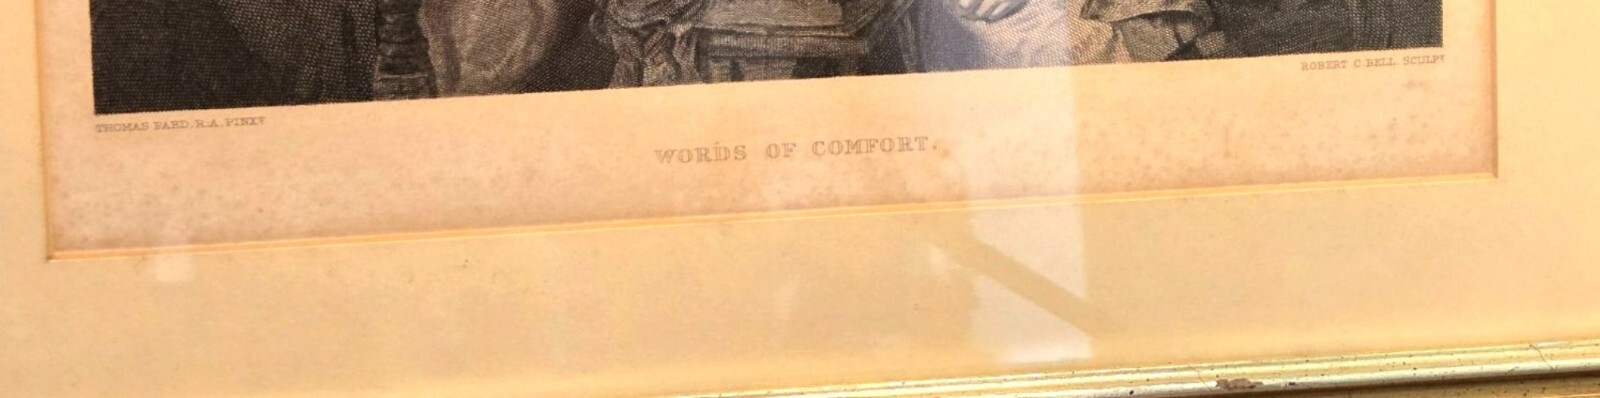 THOMAS FAED. R.A. PINXT
ROBERT C BELL. SCULPT
WORDS OF COMFORT.